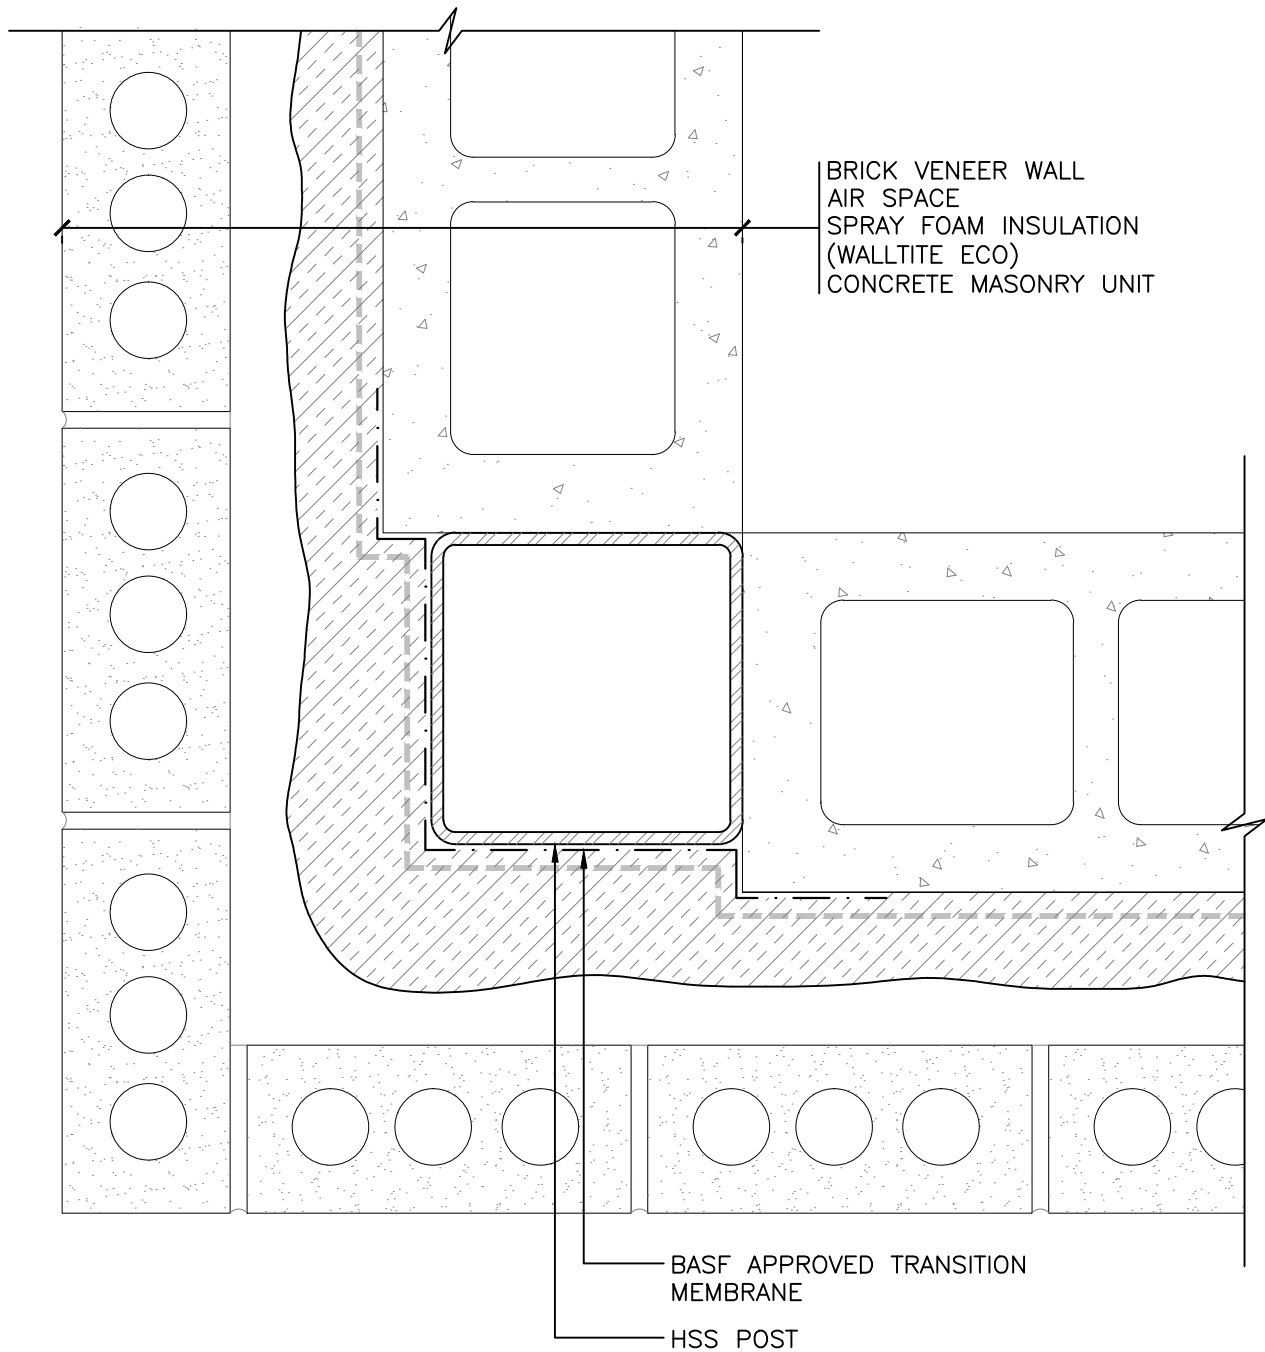 BRICK VENEER WALL
AIR SPACE
SPRAY FOAM INSULATION
(WALLTITE ECO)
CONCRETE MASONRY UNIT
BASF APPROVED TRANSITION
MEMBRANE
HSS POST